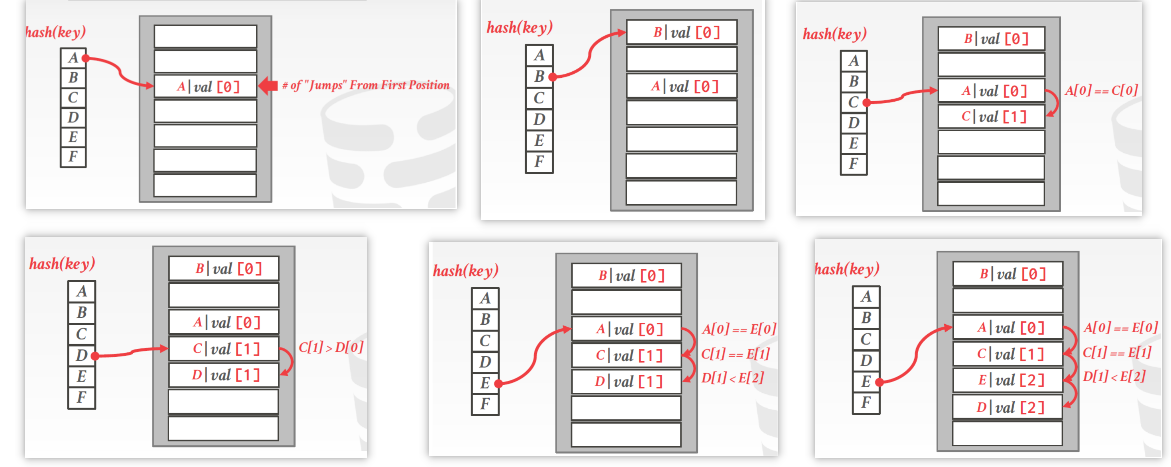 hash(key)
A
B
C
D
E
F
A|val [0]
# of "Jumps" From First Position
hash(key)
A
B
C
D
E
F
B|val [0]
A|val [0]
hash(key)
A
B
C
D
E
F
B|val [0]
A|val [0]
C|val [1]
A[0] == C[0]
hash(key)
A
B
C
D
E
F
B|val [0]
A|val [0]
C|val [1]
D|val [1]
C[1] > D[0]
hash(key)
A
B
C
D
E
F
B|val [0]
A|val [0]
C|val [1]
D|val [1]
A[0] == E[0]
C[1] == E[1]
D[1] < E[2]
hash(key)
A
B
C
D
E
F
B|val [0]
A|val [0]
C|val [1]
E|val [2]
D|val [2]
A[0] == E[0]
C[1] == E[1]
D[1] < E[2]